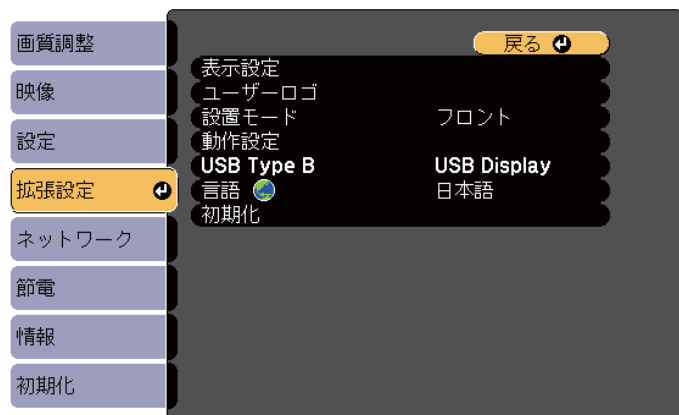 画質調整
映像
設定
拡張設定
ネットワーク
節電
情報
初期化
戻る
表示設定
ユーザーロゴ
設置モード フロント
動作設定
USB Type B USB Display
言語 日本語
初期化